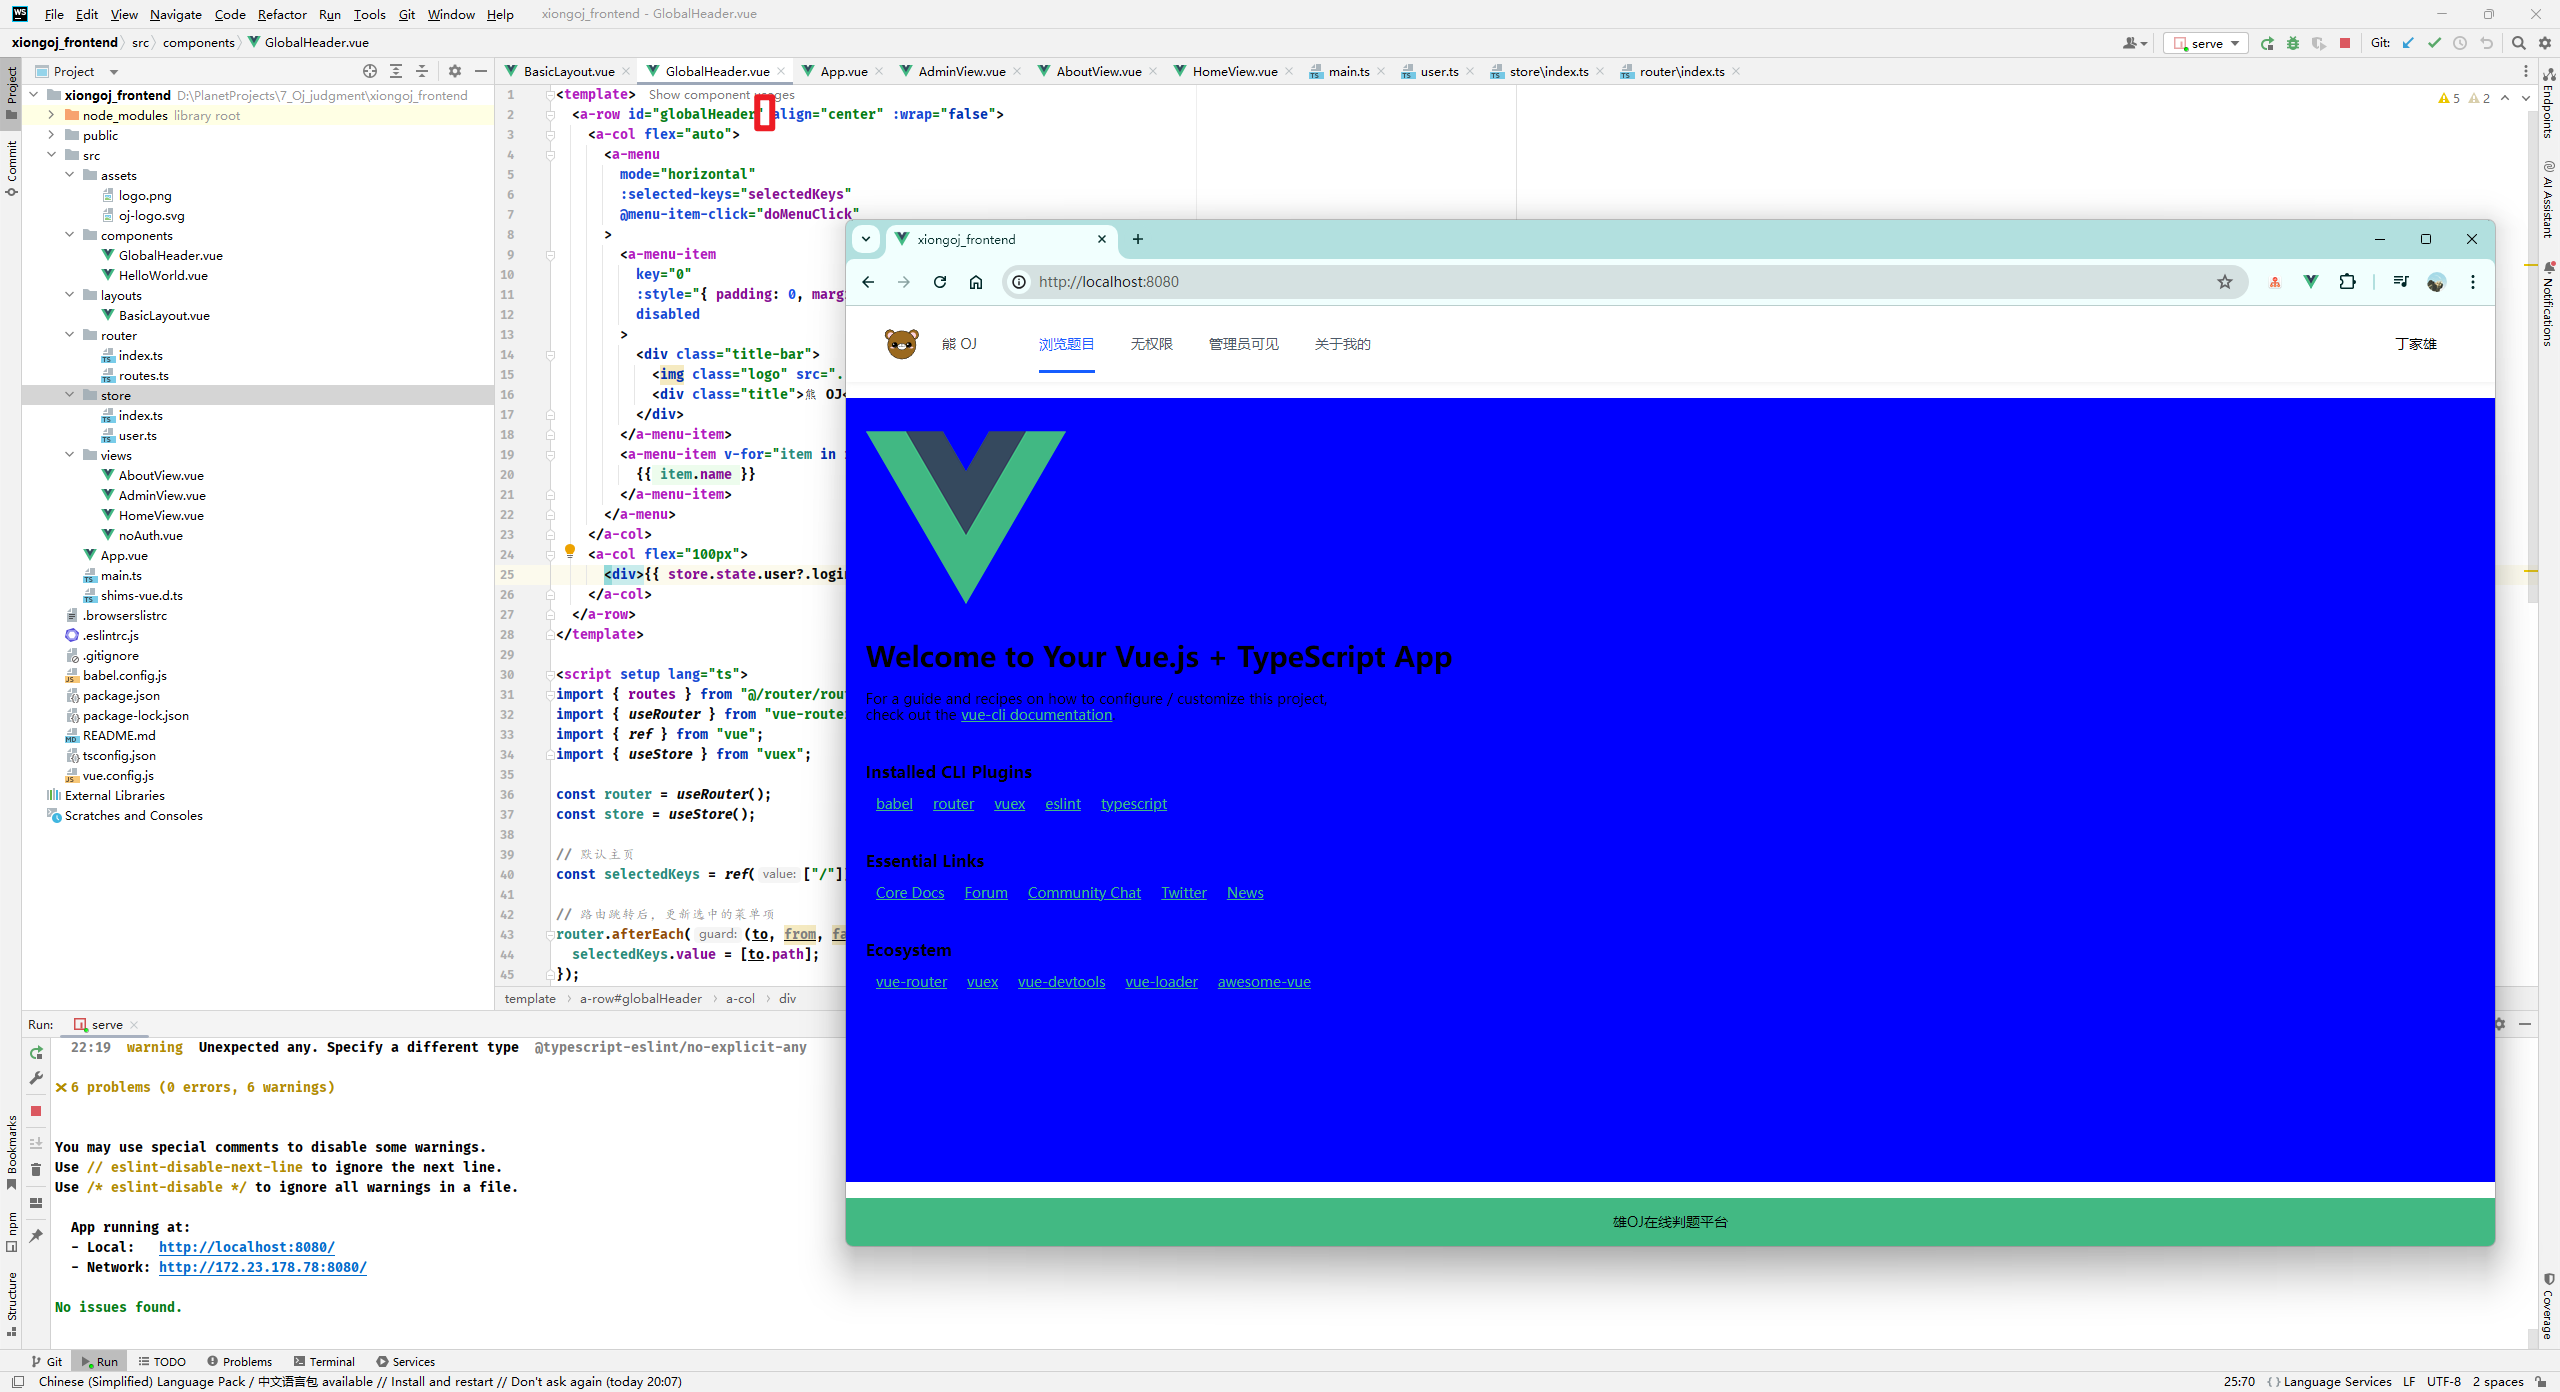 File Edit View Navigate Code Refactor Run Tools Git Window Help xiongoj_frontend - GlobalHeader.vue
xiongoj_frontend src components GlobalHeader.vue serve Git:
Project BasicLayout.vue GlobalHeader.vue App.vue AdminView.vue AboutView.vue HomeView.vue main.ts user.ts store\index.ts router\index.ts
xiongoj_frontend D:\PlanetProjects\7_Oj_judgment\xiongoj_frontend
node_modules library root
public
src
assets
logo.png
oj-logo.svg
components
GlobalHeader.vue
HelloWorld.vue
layouts
BasicLayout.vue
router
index.ts
routes.ts
store
index.ts
user.ts
views
AboutView.vue
AdminView.vue
HomeView.vue
noAuth.vue
App.vue
main.ts
shims-vue.d.ts
.browserslistrc
.eslintrc.js
.gitignore
babel.config.js
package.json
package-lock.json
README.md
tsconfig.json
vue.config.js
External Libraries
Scratches and Consoles
Project
Commit
Bookmarks
npm
Structure
1 <template> Show component usages
2 <a-row id="globalHeader" align="center" :wrap="false">
3 <a-col flex="auto">
4 <a-menu
5 mode="horizontal"
6 :selected-keys="selectedKeys"
7 @menu-item-click="doMenuClick"
8 >
9 <a-menu-item
10 key="0"
11 :style="{ padding: 0, margi
12 disabled
13 >
14 <div class="title-bar">
15 <img class="logo" src=".
16 <div class="title">熊 OJ<
17 </div>
18 </a-menu-item>
19 <a-menu-item v-for="item in
20 {{ item.name }}
21 </a-menu-item>
22 </a-menu>
23 </a-col>
24 <a-col flex="100px">
25 <div>{{ store.state.user?.login
26 </a-col>
27 </a-row>
28 </template>
29
30 <script setup lang="ts">
31 import { routes } from "@/router/rou
32 import { useRouter } from "vue-router
33 import { ref } from "vue";
34 import { useStore } from "vuex";
35
36 const router = useRouter();
37 const store = useStore();
38
39 // 默认主页
40 const selectedKeys = ref( value: ["/"]
41
42 // 路由跳转后，更新选中的菜单项
43 router.afterEach( guard: (to, from, fa
44 selectedKeys.value = [to.path];
45 });
template a-row#globalHeader a-col div
5 2
Endpoints
AI Assistant
Notifications
Coverage
xiongoj_frontend
http://localhost:8080
熊 OJ 浏览题目 无权限 管理员可见 关于我的 丁家雄
Welcome to Your Vue.js + TypeScript App
For a guide and recipes on how to configure / customize this project,
check out the vue-cli documentation
Installed CLI Plugins
babel router vuex eslint typescript
Essential Links
Core Docs Forum Community Chat Twitter News
Ecosystem
vue-router vuex vue-devtools vue-loader awesome-vue
雄OJ在线判题平台
Run: serve
22:19 warning Unexpected any. Specify a different type @typescript-eslint/no-explicit-any
✕ 6 problems (0 errors, 6 warnings)
You may use special comments to disable some warnings.
Use // eslint-disable-next-line to ignore the next line.
Use /* eslint-disable */ to ignore all warnings in a file.
App running at:
- Local: http://localhost:8080/
- Network: http://172.23.178.78:8080/
No issues found.
Git Run TODO Problems Terminal Services
Chinese (Simplified) Language Pack / 中文语言包 available // Install and restart // Don't ask again (today 20:07) 25:70 {} Language Services LF UTF-8 2 spaces